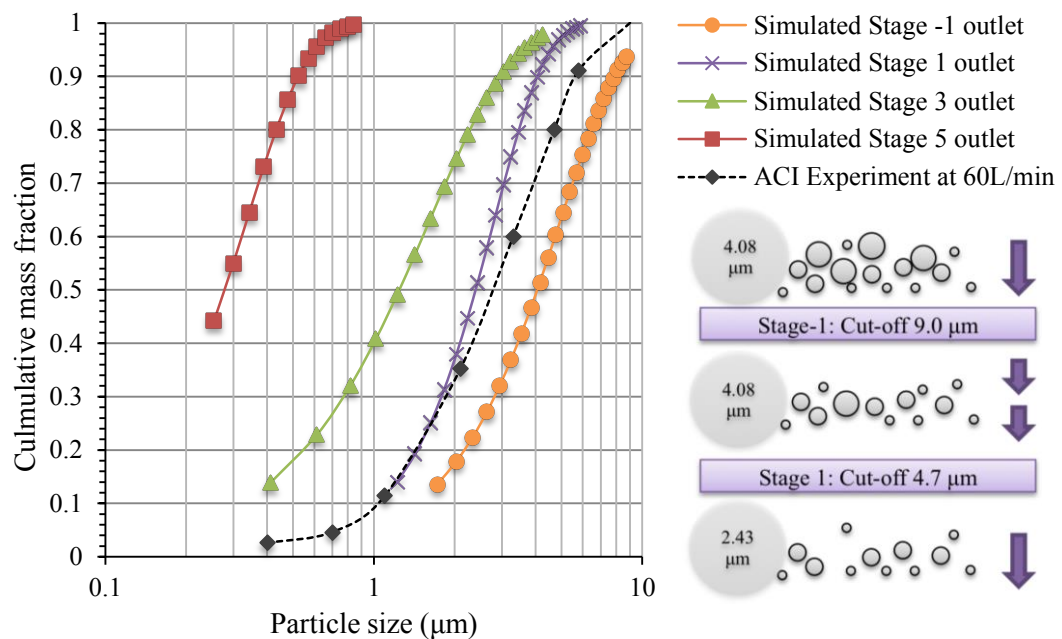 Culmulative mass fraction
1
0.9
0.8
0.7
0.6
0.5
0.4
0.3
0.2
0.1
0
0.1
1
10
Particle size (μm)
Simulated Stage -1 outlet
Simulated Stage 1 outlet
Simulated Stage 3 outlet
Simulated Stage 5 outlet
ACI Experiment at 60L/min
4.08
μm
Stage-1: Cut-off 9.0 μm
4.08
μm
Stage 1: Cut-off 4.7 μm
2.43
μm